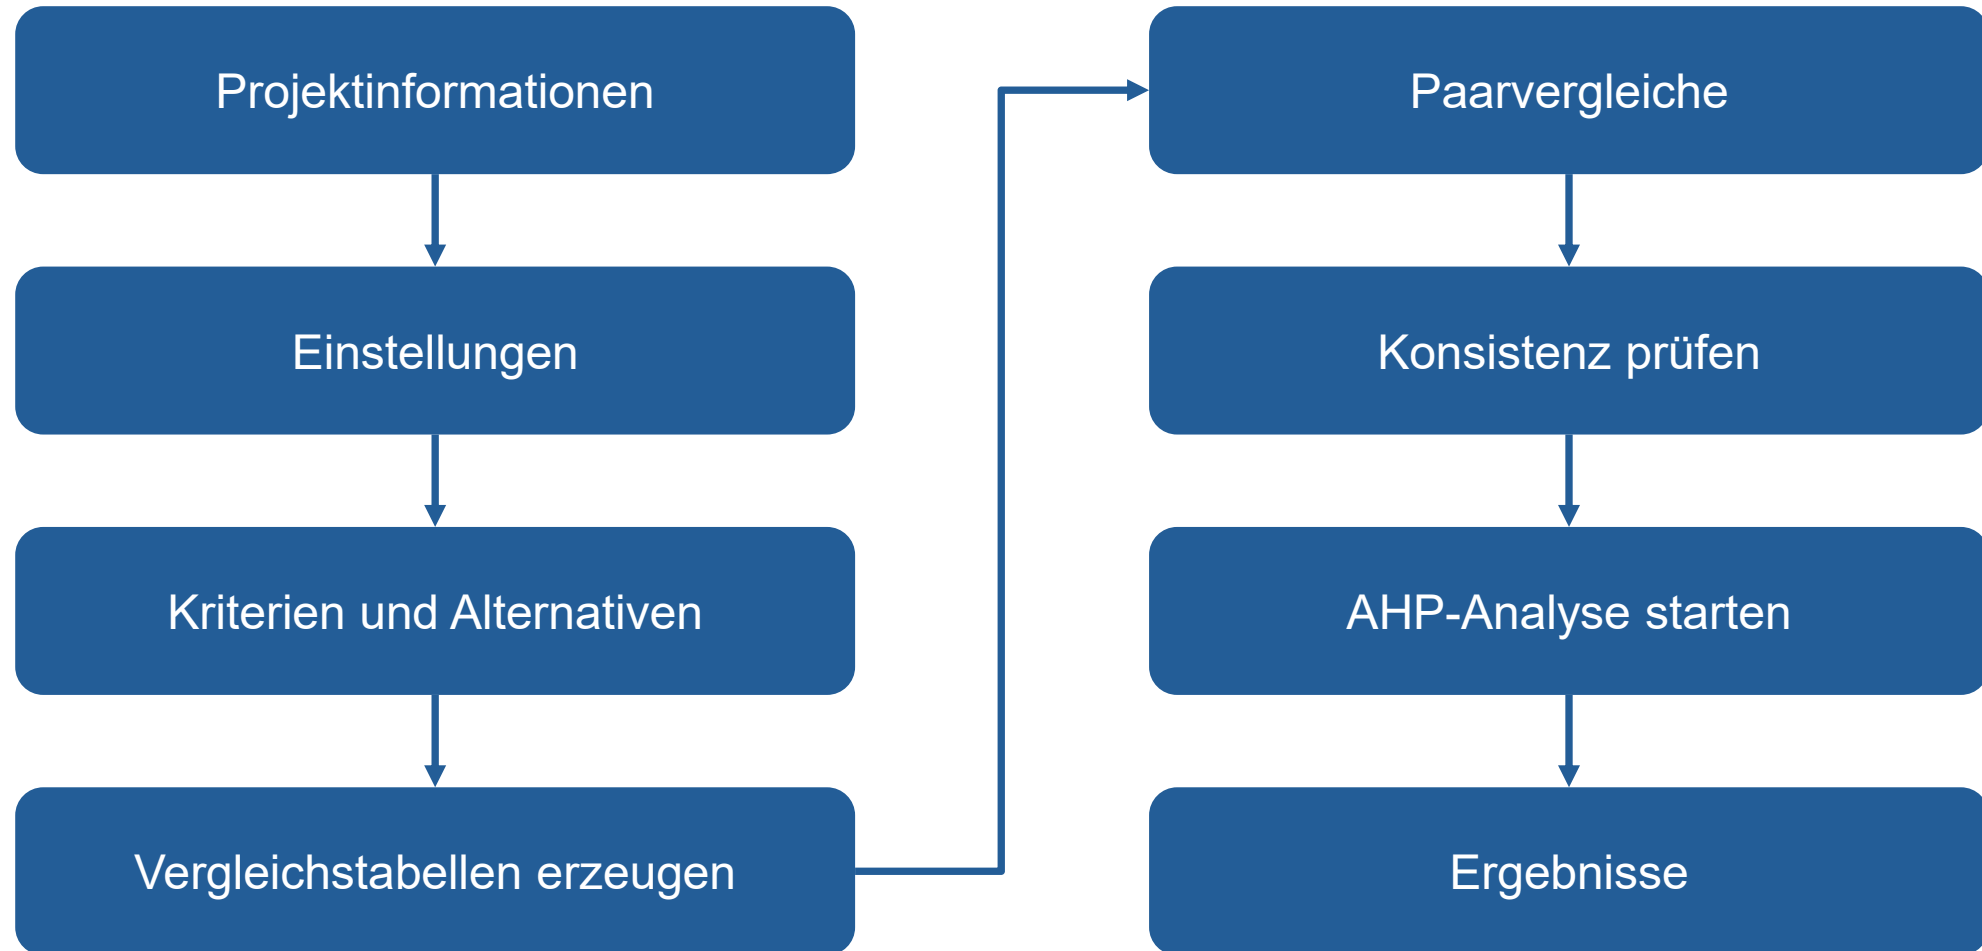 Projektinformationen
Einstellungen
Kriterien und Alternativen
Vergleichstabellen erzeugen
Paarvergleiche
Konsistenz prüfen
AHP-Analyse starten
Ergebnisse